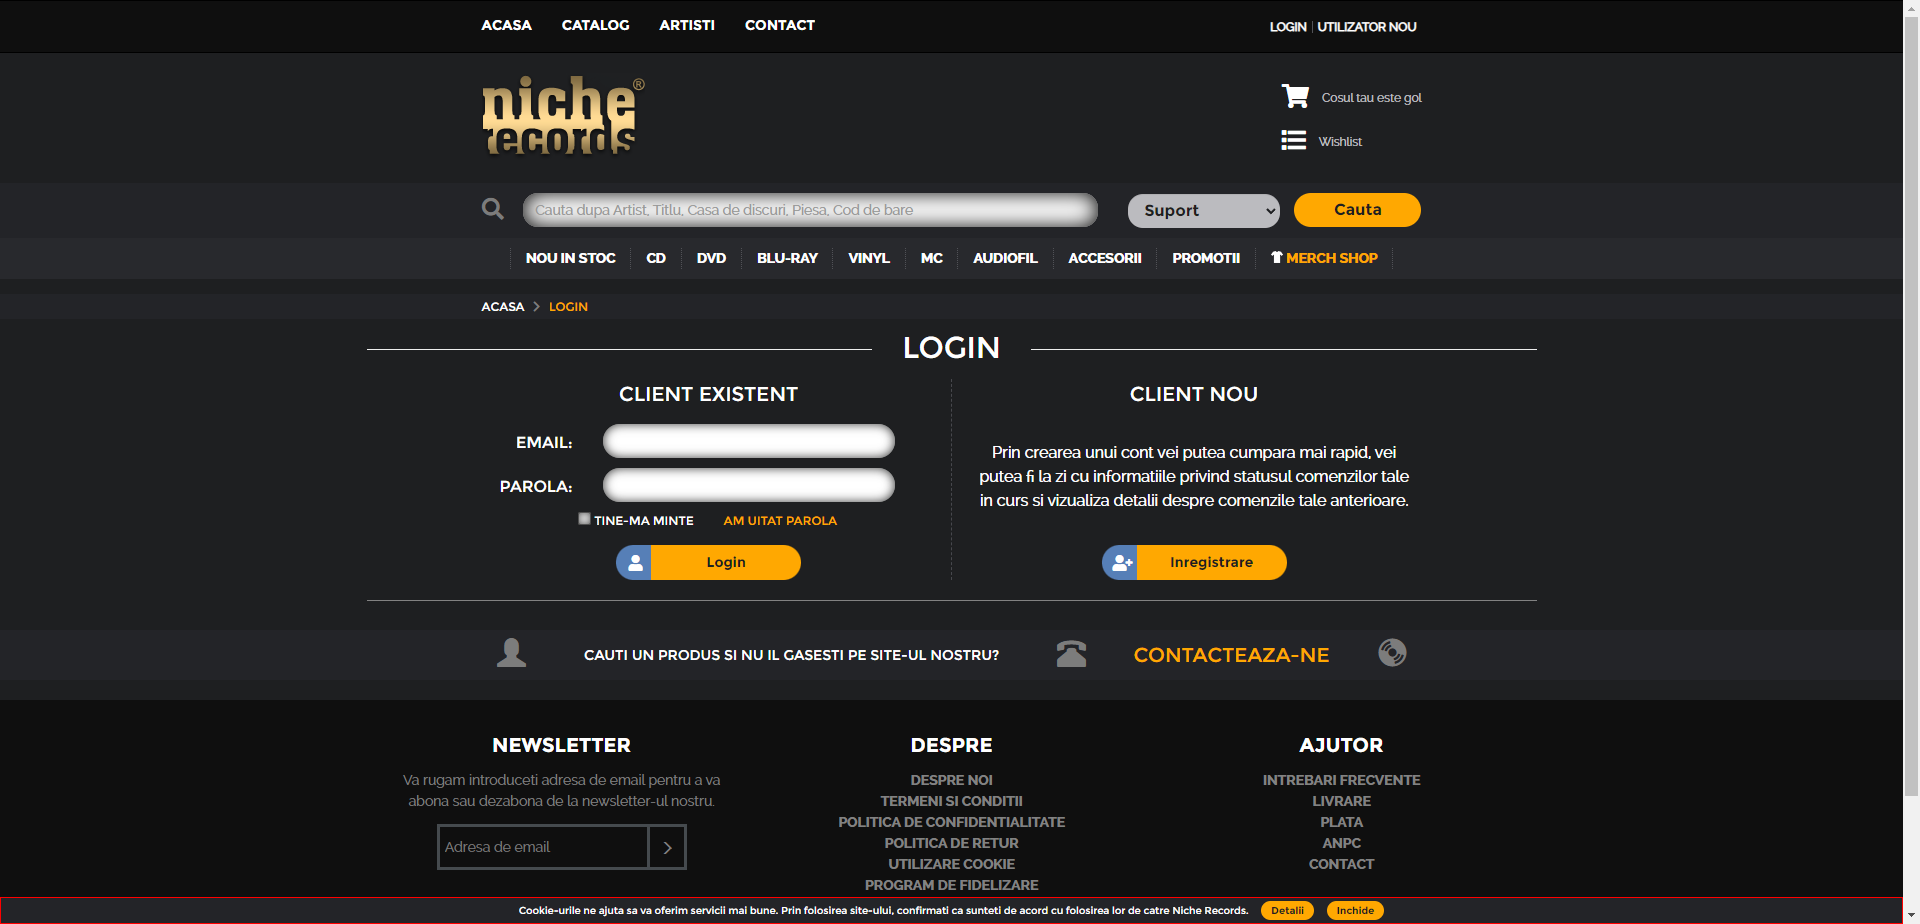 ACASA CATALOG ARTISTI CONTACT
LOGIN | UTILIZATOR NOU
niche®
records
Cosul tau este gol
Wishlist
Cauta dupa Artist, Titlu, Casa de discuri, Piesa, Cod de bare
Suport
Cauta
NOU IN STOC CD DVD BLU-RAY VINYL MC AUDIOFIL ACCESORII PROMOTII MERCH SHOP
ACASA > LOGIN
LOGIN
CLIENT EXISTENT
EMAIL:
PAROLA:
TINE-MA MINTE AM UITAT PAROLA
Login
CLIENT NOU
Prin crearea unui cont vei putea cumpara mai rapid, vei
putea fi la zi cu informatiile privind statusul comenzilor tale
in curs si vizualiza detalii despre comenzile tale anterioare.
Inregistrare
CAUTI UN PRODUS SI NU IL GASESTI PE SITE-UL NOSTRU?
CONTACTEAZA-NE
NEWSLETTER
Va rugam introduceti adresa de email pentru a va
abona sau dezabona de la newsletter-ul nostru.
Adresa de email
DESPRE
DESPRE NOI
TERMENI SI CONDITII
POLITICA DE CONFIDENTIALITATE
POLITICA DE RETUR
UTILIZARE COOKIE
PROGRAM DE FIDELIZARE
AJUTOR
INTREBARI FRECVENTE
LIVRARE
PLATA
ANPC
CONTACT
Cookie-urile ne ajuta sa va oferim servicii mai bune. Prin folosirea site-ului, confirmati ca sunteti de acord cu folosirea lor de catre Niche Records. Detalii Inchide